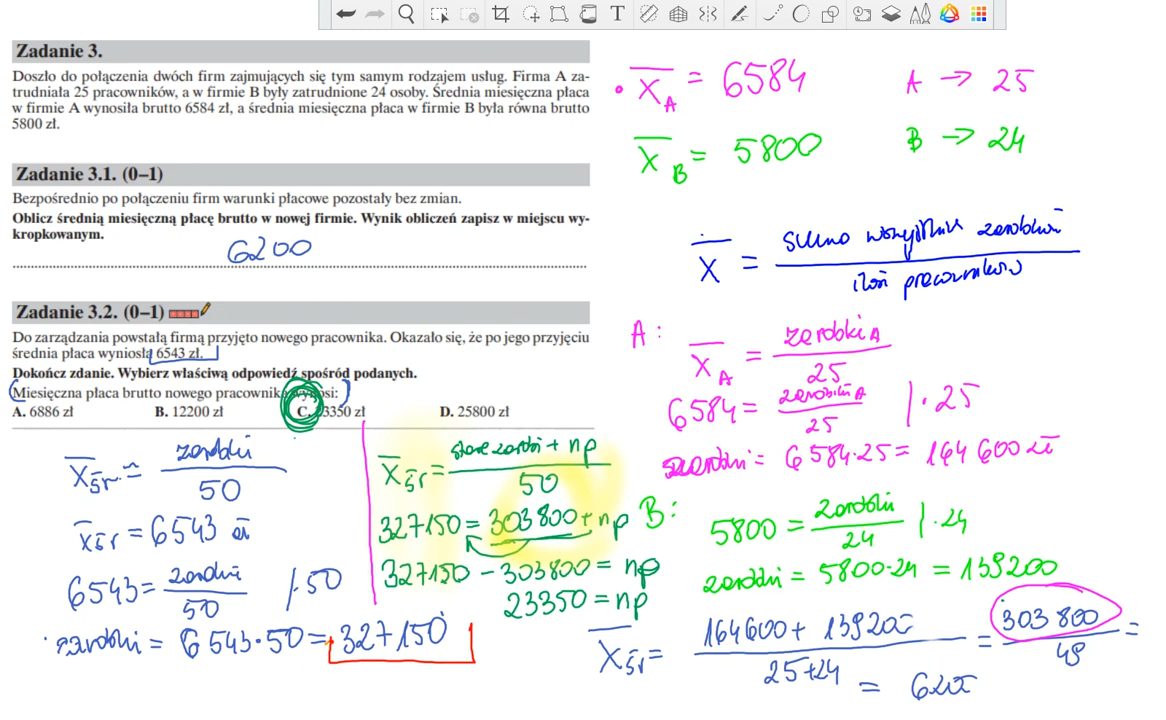 Zadanie 3.
Doszło do połączenia dwóch firm zajmujących się tym samym rodzajem usług. Firma A za-
trudniała 25 pracowników, a w firmie B były zatrudnione 24 osoby. Średnia miesięczna płaca
w firmie A wynosiła brutto 6584 zł, a średnia miesięczna płaca w firmie B była równa brutto
5800 zł.
Zadanie 3.1. (0–1)
Bezpośrednio po połączeniu firm warunki płacowe pozostały bez zmian.
Oblicz średnią miesięczną płacę brutto w nowej firmie. Wynik obliczeń zapisz w miejscu wy-
kropkowanym.
6200
Zadanie 3.2. (0–1)
Do zarządzania powstałą firmą przyjęto nowego pracownika. Okazało się, że po jego przyjęciu
średnia płaca wyniosła 6543 zł.
Dokończ zdanie. Wybierz właściwą odpowiedź spośród podanych.
Miesięczna płaca brutto nowego pracownika wynosi:
A. 6886 zł B. 12200 zł C. 23350 zł D. 25800 zł
x̄śr = zarobki / 50
x̄śr = 6543 zł
6543 = zarobki / 50 /·50
zarobki = 6543·50 = 327150
x̄śr = stare zarobki + np / 50
327150 = 303800 + np
327150 – 303800 = np
23350 = np
x̄A = 6584 A → 25
x̄B = 5800 B → 24
x̄ = suma wszystkich zarobków / ilość pracowników
A:
x̄A = zarobki A / 25
6584 = zarobki A / 25 /·25
zarobki = 6584·25 = 164600 zł
B:
5800 = zarobki / 24 /·24
zarobki = 5800·24 = 139200
x̄śr = 164600 + 139200 / 25+24 = 303800 / 49 =
= 6200